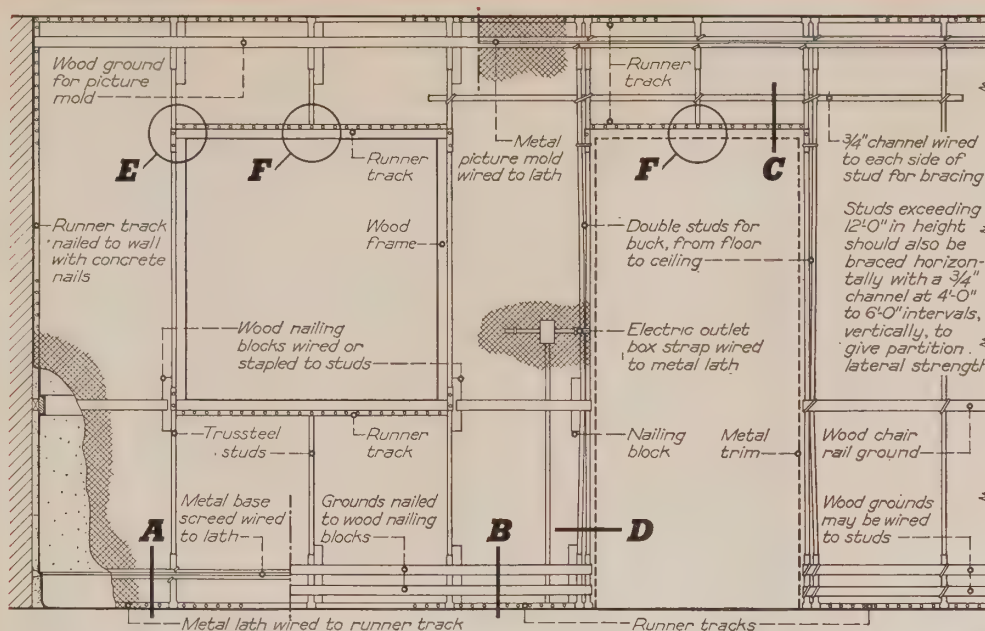 Wood ground
for picture
mold
E
F
Runner
track
Metal
picture mold
wired to lath
Runner
track
F
C
3/4" channel wired
to each side of
stud for bracing
Runner track
nailed to wall
with concrete
nails
Wood
frame
Double studs for
buck, from floor
to ceiling
Studs exceeding
12'-0" in height
should also be
braced horizon-
tally with a 3/4"
channel at 4'-0"
to 6'-0" intervals,
vertically, to
give partition
lateral strength
Wood nailing
blocks wired or
stapled to studs
Electric outlet
box strap wired
to metal lath
Trussteel
studs
Runner
track
Nailing
block
Metal
trim
Wood chair
rail ground
A
Metal base
screed wired
to lath
Grounds nailed
to wood nailing
blocks
B
D
Wood grounds
may be wired
to studs
Metal lath wired to runner track
Runner tracks